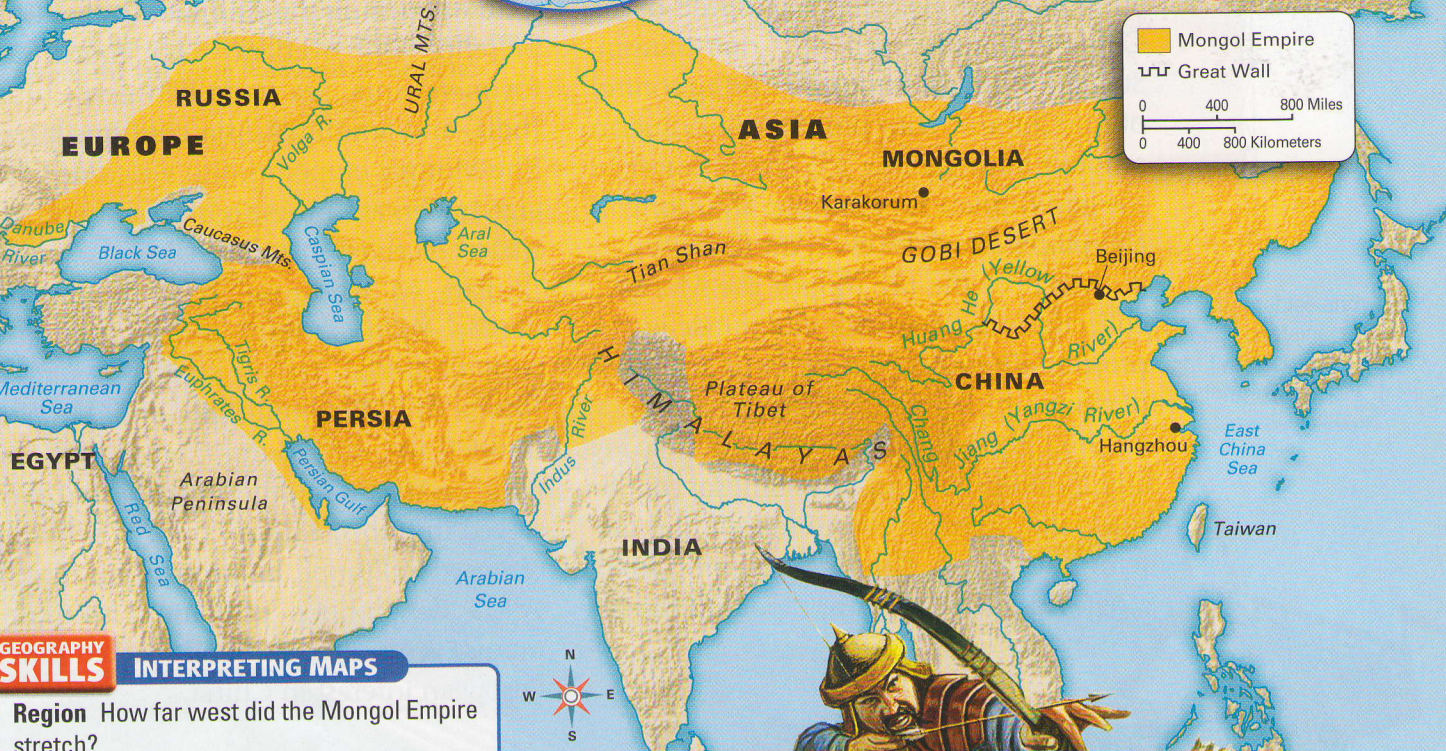 Mongol Empire
Great Wall
0 400 800 Miles
0 400 800 Kilometers
URAL MTS.
RUSSIA
EUROPE
Volga R.
ASIA
MONGOLIA
Karakorum
GOBI DESERT
Danube
River
Black Sea
Caucasus Mts.
Caspian Sea
Aral
Sea
Tian Shan
Beijing
Huang He (Yellow
River)
HIMALAYAS
Plateau of
Tibet
CHINA
Chang
Jiang (Yangzi River)
Hangzhou
East
China
Sea
Tigris R.
Euphrates R.
PERSIA
Mediterranean
Sea
EGYPT
Arabian
Peninsula
Persian Gulf
Red Sea
Indus River
INDIA
Arabian
Sea
Taiwan
N
W E
S
GEOGRAPHY
SKILLS
INTERPRETING MAPS
Region How far west did the Mongol Empire
stretch?